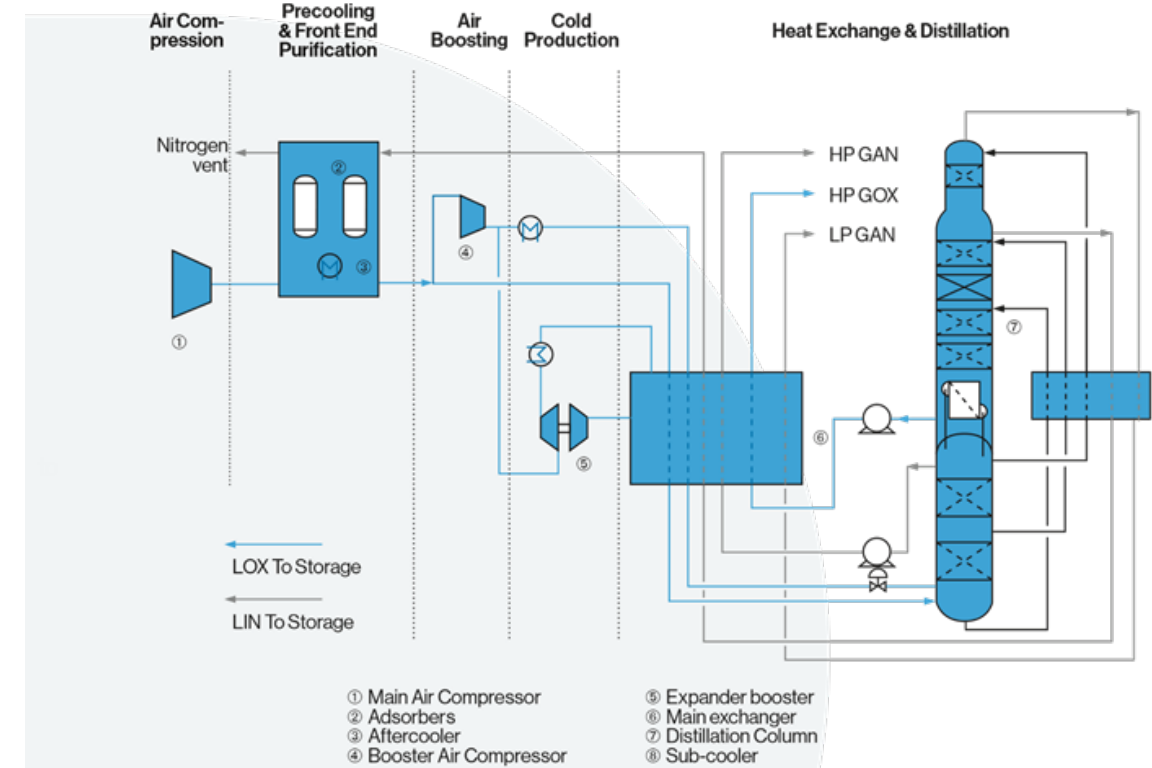 Air Com-
pression
Precooling
& Front End
Purification
Air
Boosting
Cold
Production
Heat Exchange & Distillation
Nitrogen
vent
②
③
①
④
⑤
⑥
⑦
HP GAN
HP GOX
LP GAN
LOX To Storage
LIN To Storage
① Main Air Compressor
② Adsorbers
③ Aftercooler
④ Booster Air Compressor
⑤ Expander booster
⑥ Main exchanger
⑦ Distillation Column
⑧ Sub-cooler